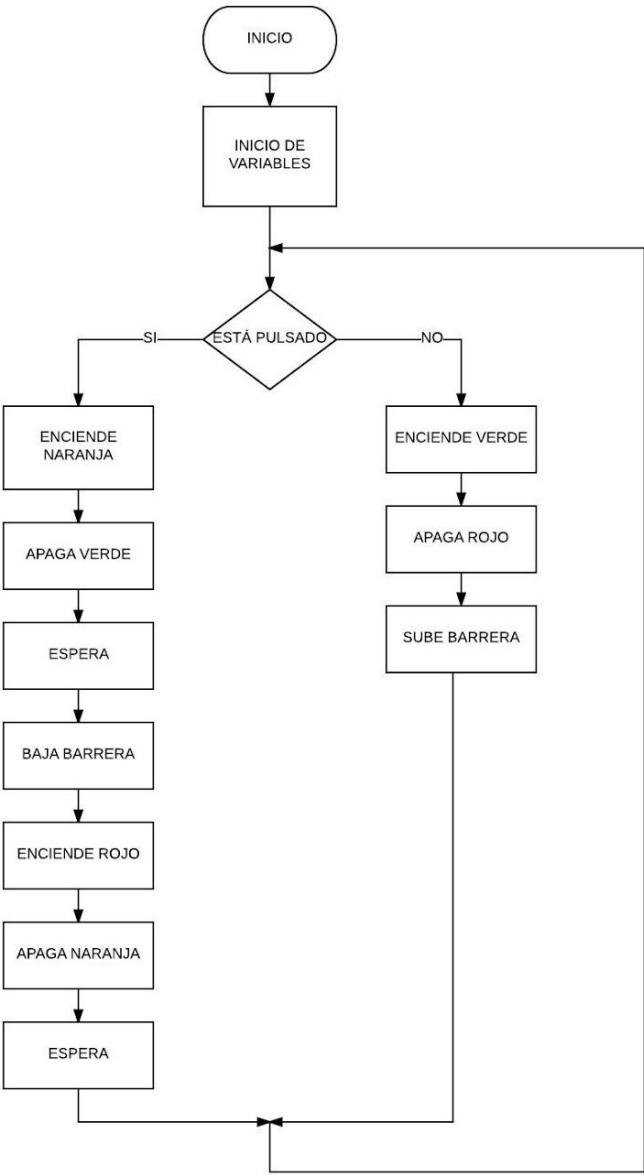 INICIO
INICIO DE
VARIABLES
ESTÁ PULSADO
SI
NO
ENCIENDE
NARANJA
APAGA VERDE
ESPERA
BAJA BARRERA
ENCIENDE ROJO
APAGA NARANJA
ESPERA
ENCIENDE VERDE
APAGA ROJO
SUBE BARRERA